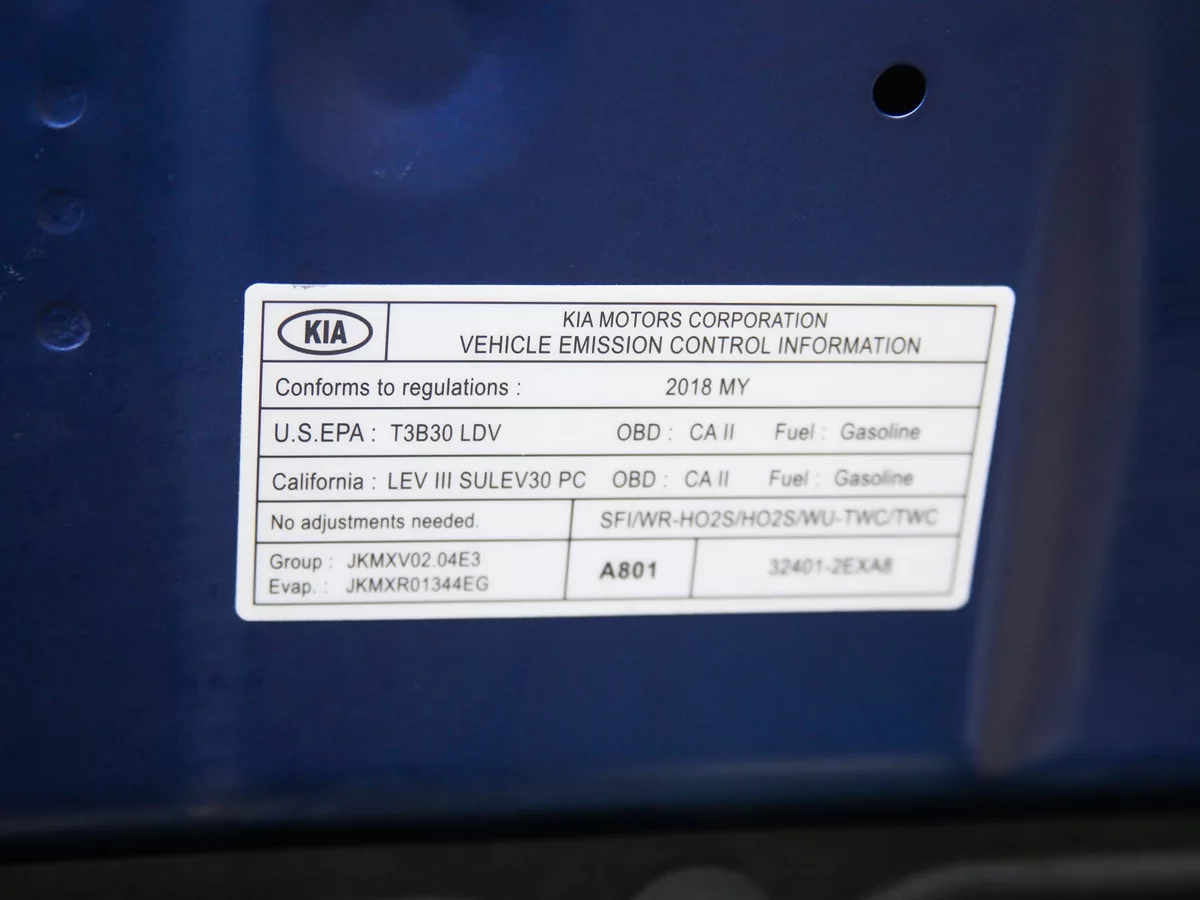 KIA
KIA MOTORS CORPORATION
VEHICLE EMISSION CONTROL INFORMATION
Conforms to regulations : 2018 MY
U.S.EPA : T3B30 LDV OBD : CA II Fuel : Gasoline
California : LEV III SULEV30 PC OBD : CA II Fuel : Gasoline
No adjustments needed. SFI/WR-HO2S/HO2S/WU-TWC/TWC
Group : JKMXV02.04E3
Evap. : JKMXR01344EG
A801
32401-2EXA8